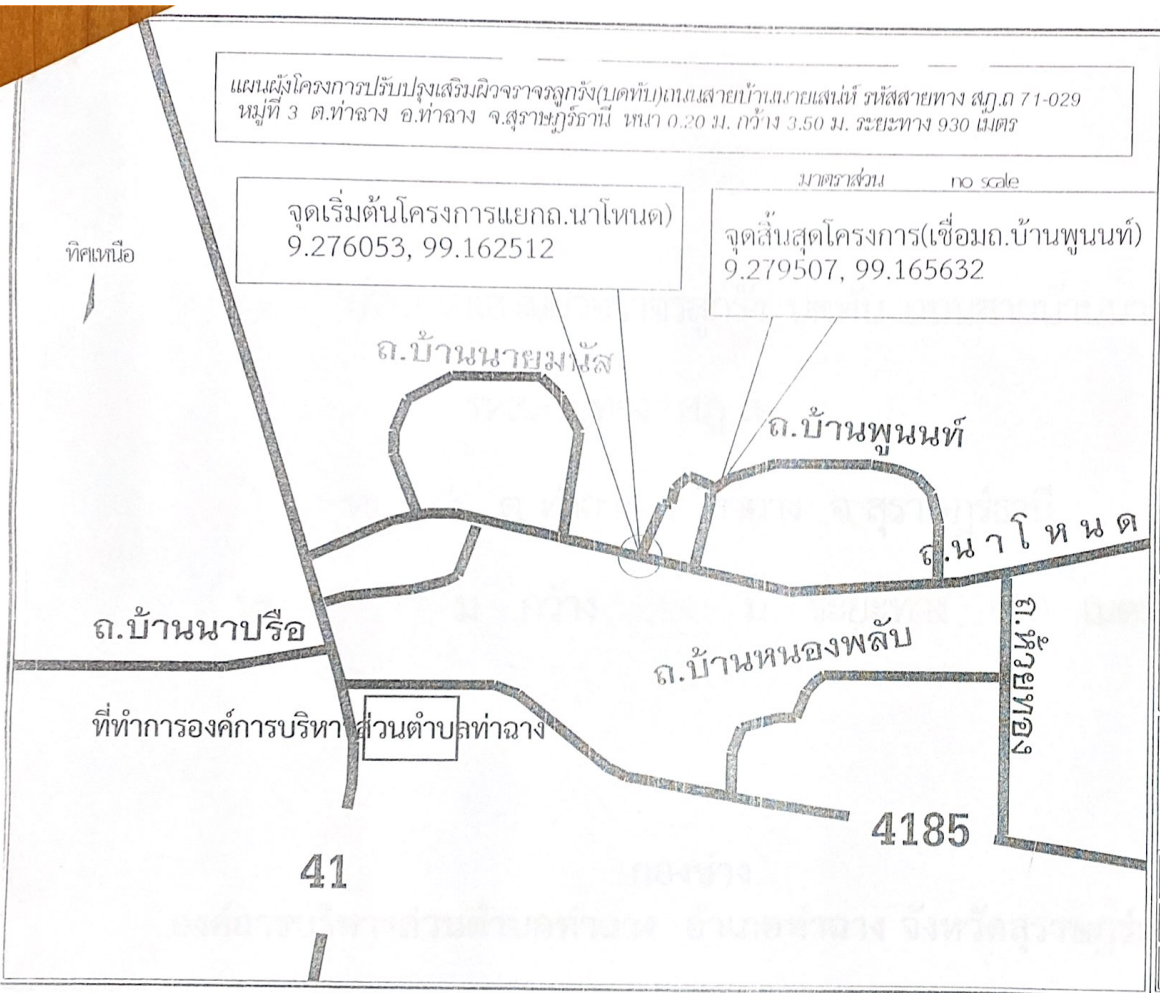 แผนผังโครงการปรับปรุงเสริมผิวจราจรลูกรัง(บดทับ)ถนนสายบ้านนายเสน่ห์ รหัสสายทาง สฎ.ถ 71-029
หมู่ที่ 3 ต.ท่าฉาง อ.ท่าฉาง จ.สุราษฎร์ธานี หนา 0.20 ม. กว้าง 3.50 ม. ระยะทาง 930 เมตร
มาตราส่วน no scale
จุดเริ่มต้นโครงการแยกถ.นาโหนด)
9.276053, 99.162512
จุดสิ้นสุดโครงการ(เชื่อมถ.บ้านพูนนท์)
9.279507, 99.165632
ทิศเหนือ
ถ.บ้านนายมนัส
ถ.บ้านพูนนท์
ถ.นาโหนด
ถ.บ้านนาปรือ
ถ.บ้านหนองพลับ
ถ.ห้วยทอง
ที่ทำการองค์การบริหารส่วนตำบลท่าฉาง
4185
41